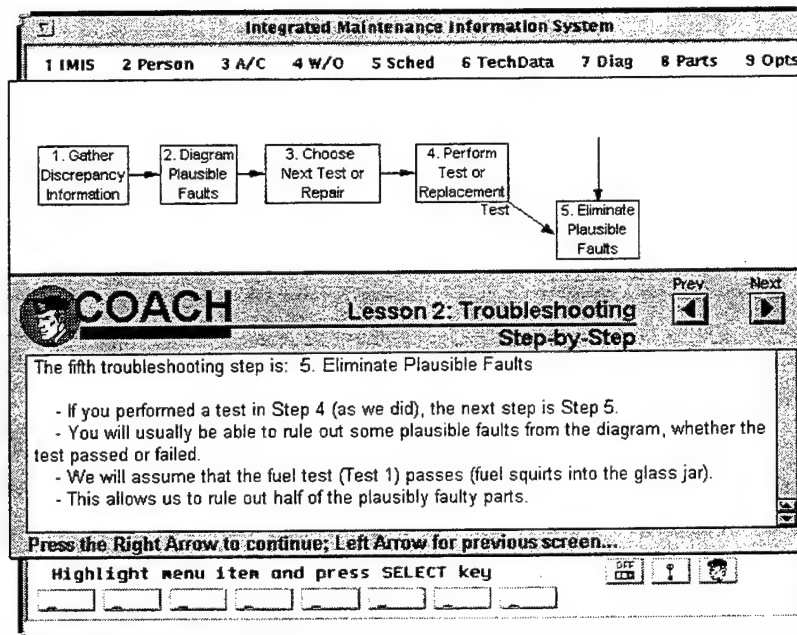 Integrated Maintenance Information System
1 IMIS 2 Person 3 A/C 4 W/O 5 Sched 6 TechData 7 Diag 8 Parts 9 Opts
1. Gather
Discrepancy
Information
2. Diagram
Plausible
Faults
3. Choose
Next Test or
Repair
4. Perform
Test or
Replacement
Test
5. Eliminate
Plausible
Faults
COACH
Lesson 2: Troubleshooting
Step-by-Step
Prev
Next
The fifth troubleshooting step is: 5. Eliminate Plausible Faults
- If you performed a test in Step 4 (as we did), the next step is Step 5.
- You will usually be able to rule out some plausible faults from the diagram, whether the
test passed or failed.
- We will assume that the fuel test (Test 1) passes (fuel squirts into the glass jar).
- This allows us to rule out half of the plausibly faulty parts.
Press the Right Arrow to continue; Left Arrow for previous screen...
Highlight menu item and press SELECT key
OFF